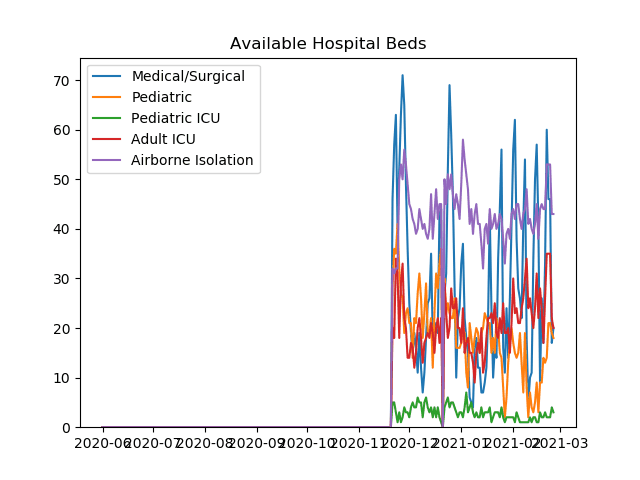 Available Hospital Beds
Medical/Surgical
Pediatric
Pediatric ICU
Adult ICU
Airborne Isolation
70
60
50
40
30
20
10
0
2020-06 2020-07 2020-08 2020-09 2020-10 2020-11 2020-12 2021-01 2021-02 2021-03